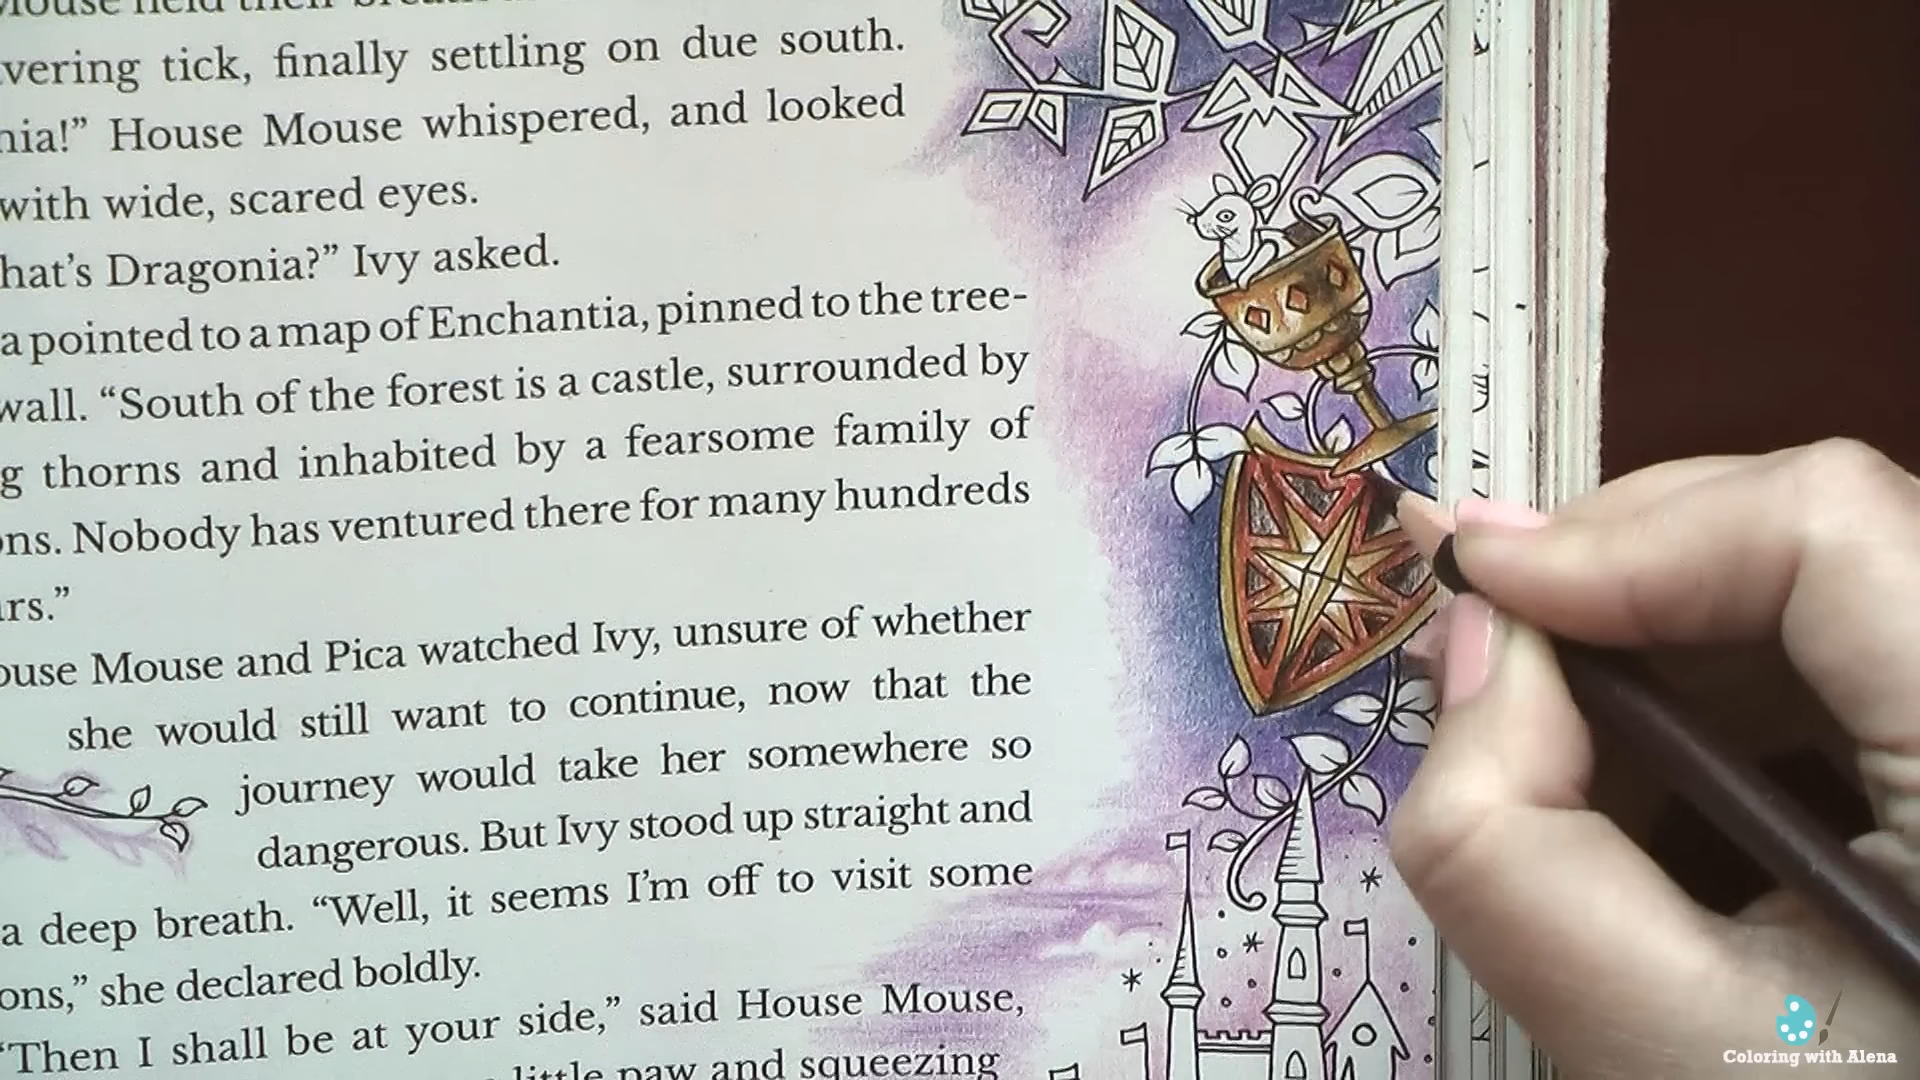 vering tick, finally settling on due south.
nia!” House Mouse whispered, and looked
with wide, scared eyes.
hat’s Dragonia?” Ivy asked.
a pointed to a map of Enchantia, pinned to the tree-
wall. “South of the forest is a castle, surrounded by
g thorns and inhabited by a fearsome family of
ons. Nobody has ventured there for many hundreds
rs.”
ouse Mouse and Pica watched Ivy, unsure of whether
she would still want to continue, now that the
journey would take her somewhere so
dangerous. But Ivy stood up straight and
a deep breath. “Well, it seems I’m off to visit some
ons,” she declared boldly.
“Then I shall be at your side,” said House Mouse,
little paw and squeezing
Coloring with Alena